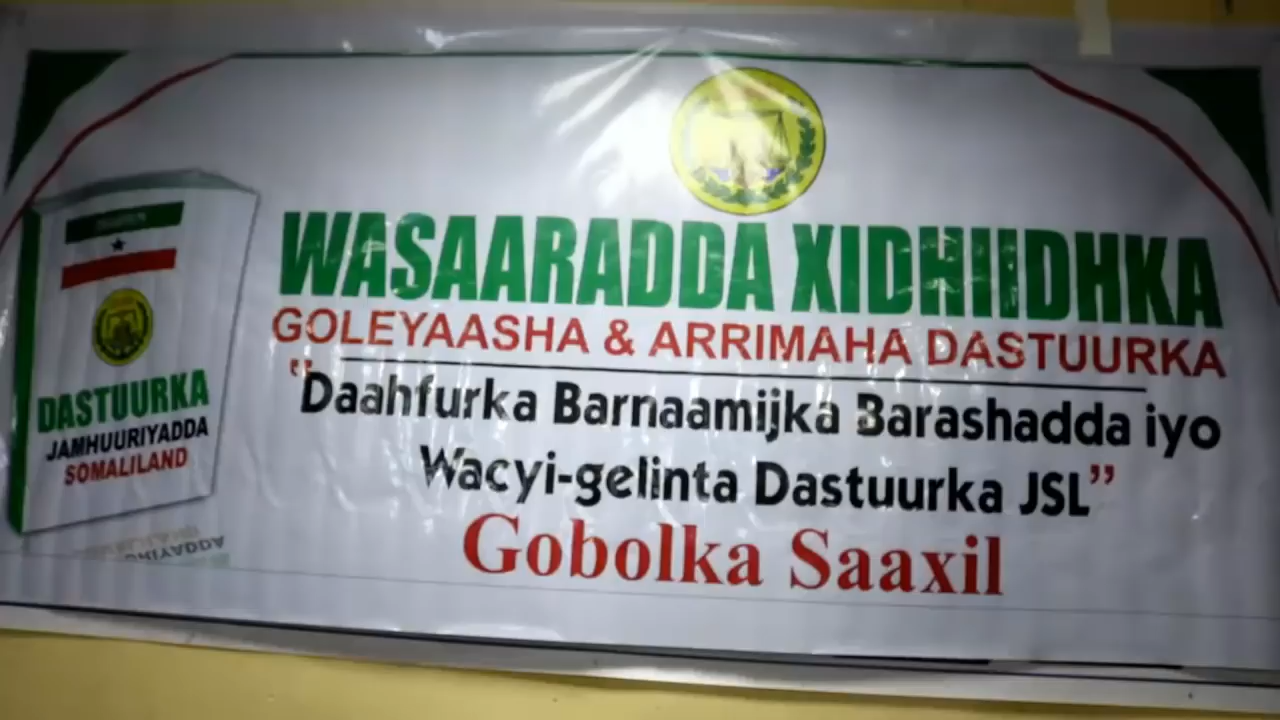 WASAARADDA XIDHIIDHKA
GOLEYAASHA & ARRIMAHA DASTUURKA
"Daahfurka Barnaamijka Barashadda iyo
Wacyi-gelinta Dastuurka JSL"
Gobolka Saaxil
DASTUURKA
JAMHUURIYADDA
SOMALILAND